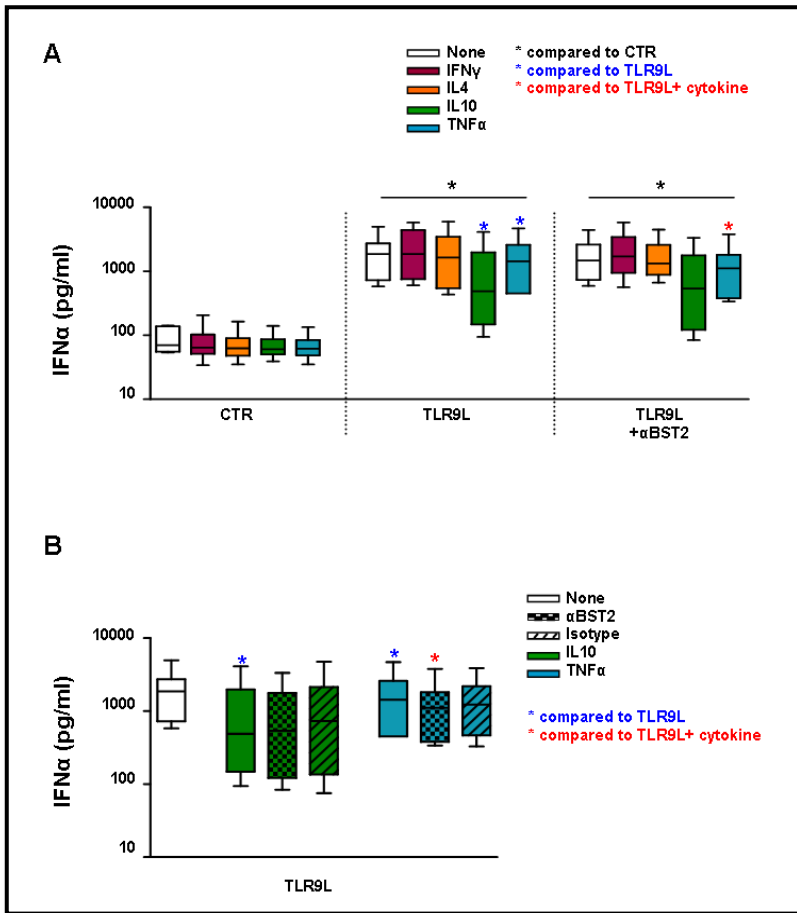 A
None
IFNγ
IL4
IL10
TNFα
* compared to CTR
* compared to TLR9L
* compared to TLR9L+ cytokine
IFNα (pg/ml)
10000
1000
100
10
*
*
*
*
*
CTR
TLR9L
TLR9L
+αBST2
B
None
αBST2
Isotype
IL10
TNFα
* compared to TLR9L
* compared to TLR9L+ cytokine
IFNα (pg/ml)
10000
1000
100
10
*
*
*
TLR9L